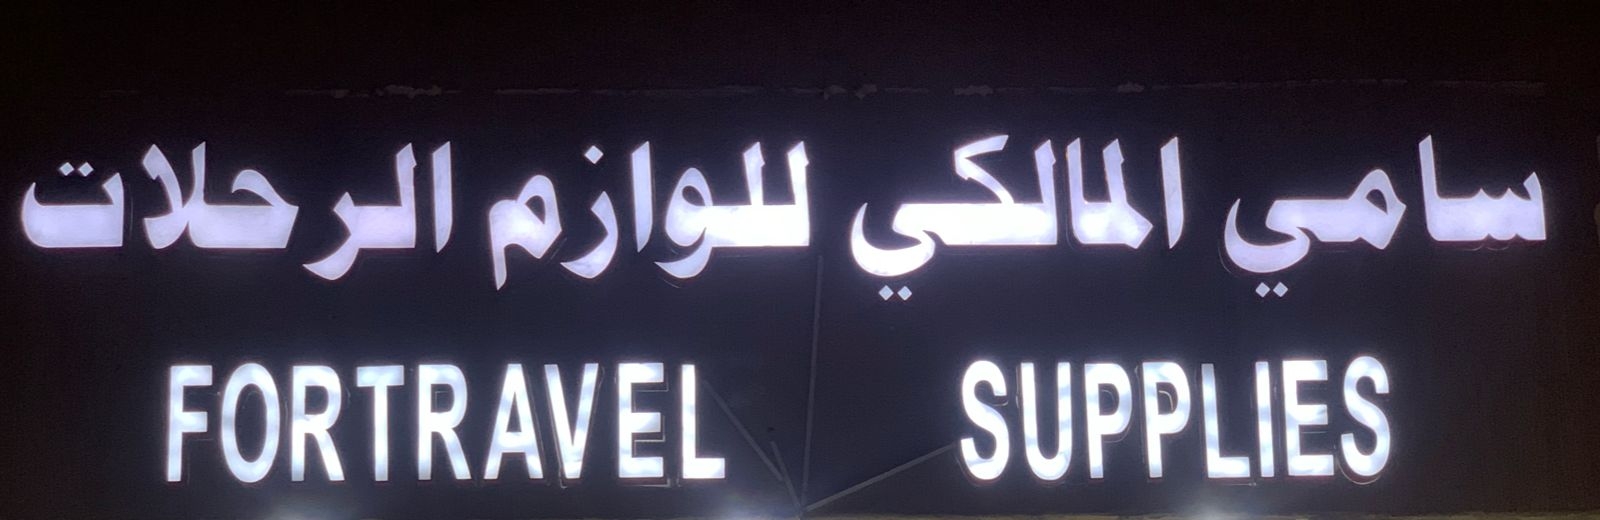 سامي المالكي للوازم الرحلات
FORTRAVEL SUPPLIES